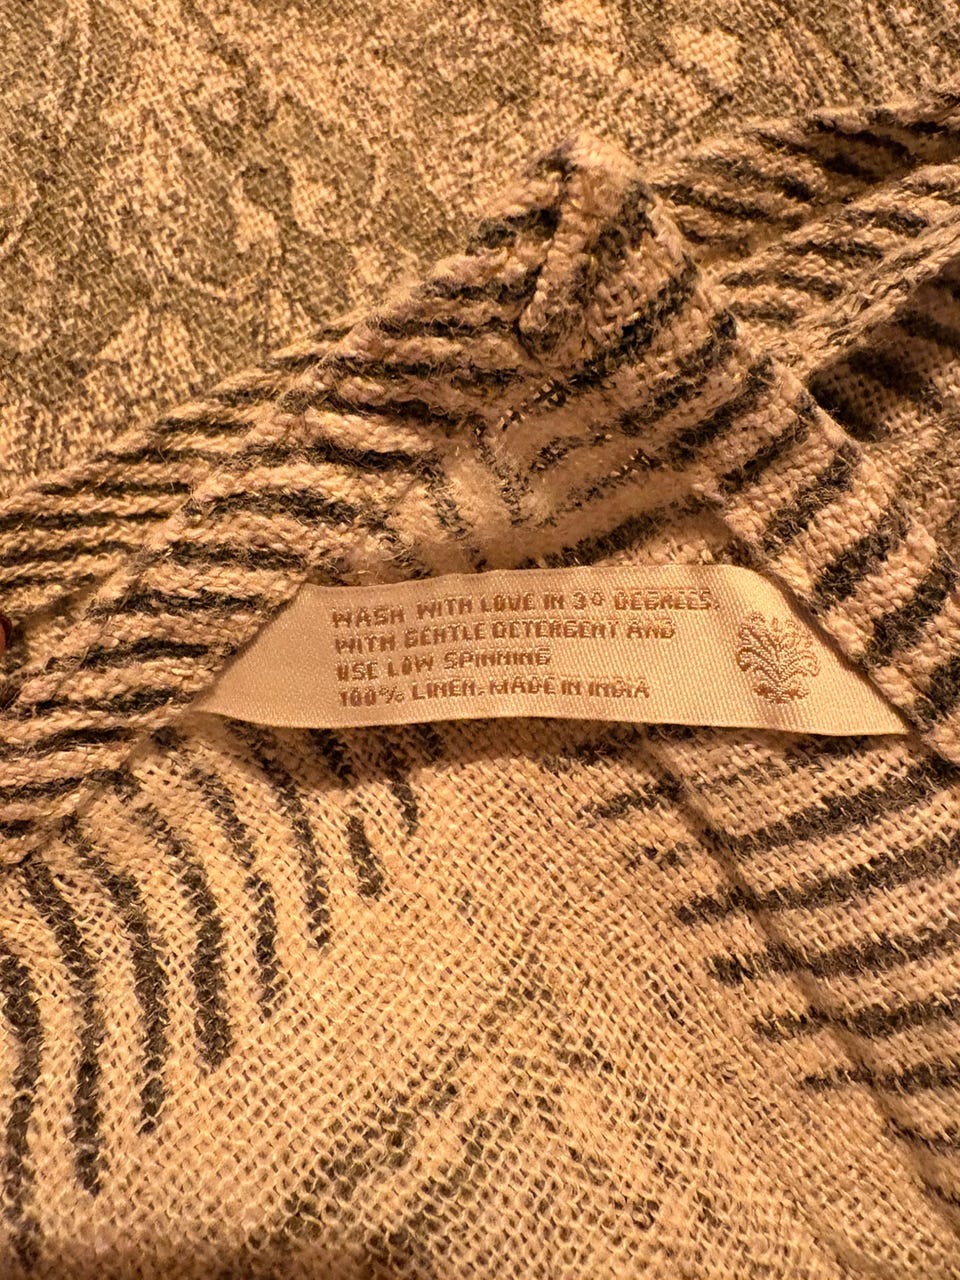 WASH WITH LOVE IN 30 DEGREES,
WITH GENTLE DETERGENT AND
USE LOW SPINNING
100% LINEN. MADE IN INDIA